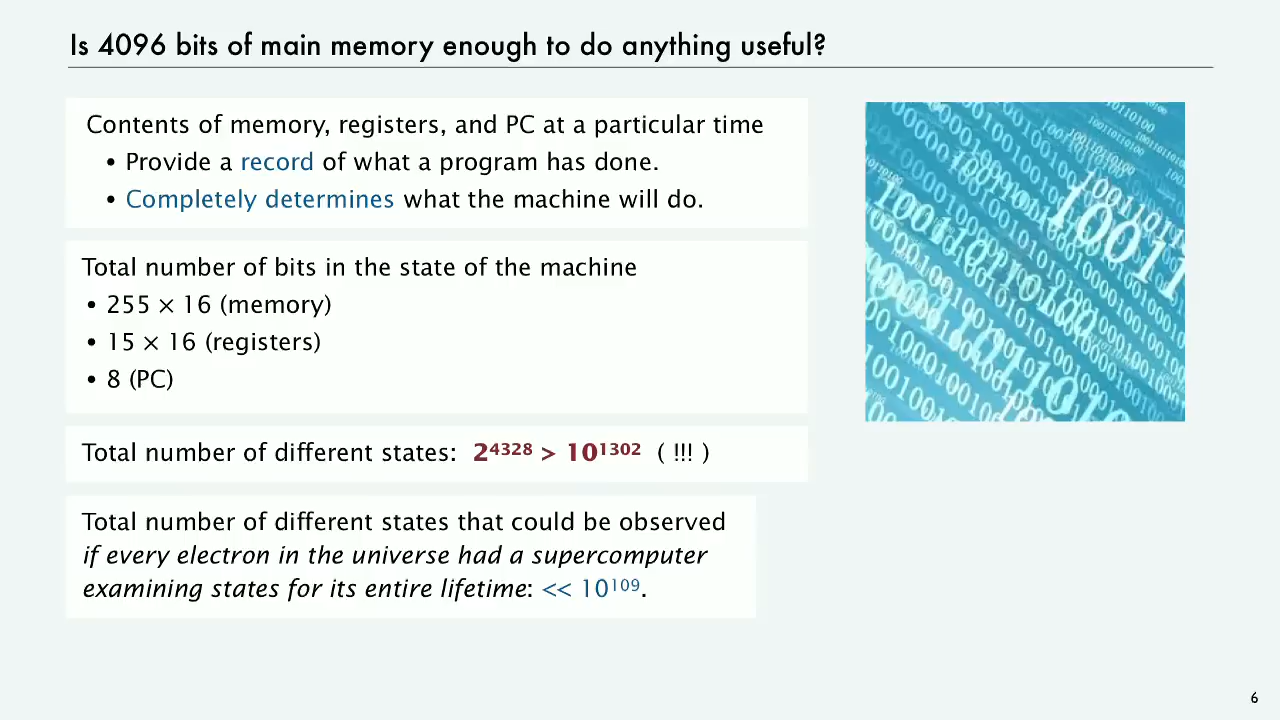 Is 4096 bits of main memory enough to do anything useful?
Contents of memory, registers, and PC at a particular time
• Provide a record of what a program has done.
• Completely determines what the machine will do.
Total number of bits in the state of the machine
• 255 × 16 (memory)
• 15 × 16 (registers)
• 8 (PC)
Total number of different states: 2⁴³²⁸ > 10¹³⁰² ( !!! )
Total number of different states that could be observed
if every electron in the universe had a supercomputer
examining states for its entire lifetime: << 10¹⁰⁹.
6